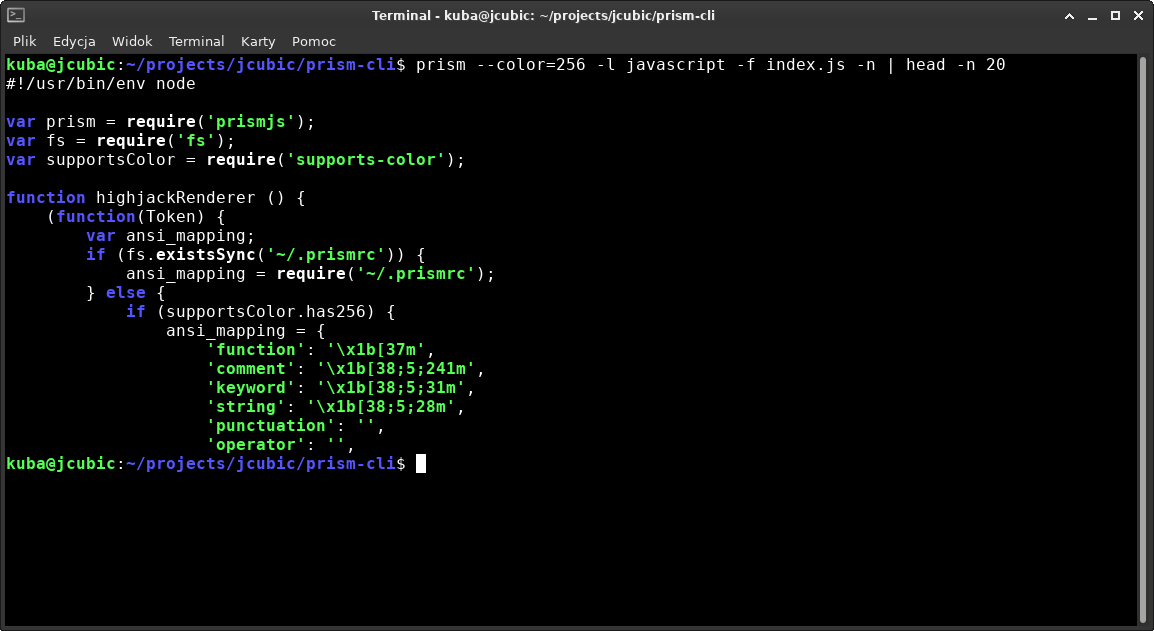 Terminal - kuba@jcubic: ~/projects/jcubic/prism-cli
Plik Edycja Widok Terminal Karty Pomoc
kuba@jcubic:~/projects/jcubic/prism-cli$ prism --color=256 -l javascript -f index.js -n | head -n 20
#!/usr/bin/env node

var prism = require('prismjs');
var fs = require('fs');
var supportsColor = require('supports-color');

function highjackRenderer () {
    (function(Token) {
        var ansi_mapping;
        if (fs.existsSync('~/.prismrc')) {
            ansi_mapping = require('~/.prismrc');
        } else {
            if (supportsColor.has256) {
                ansi_mapping = {
                    'function': '\x1b[37m',
                    'comment': '\x1b[38;5;241m',
                    'keyword': '\x1b[38;5;31m',
                    'string': '\x1b[38;5;28m',
                    'punctuation': '',
                    'operator': '',
kuba@jcubic:~/projects/jcubic/prism-cli$